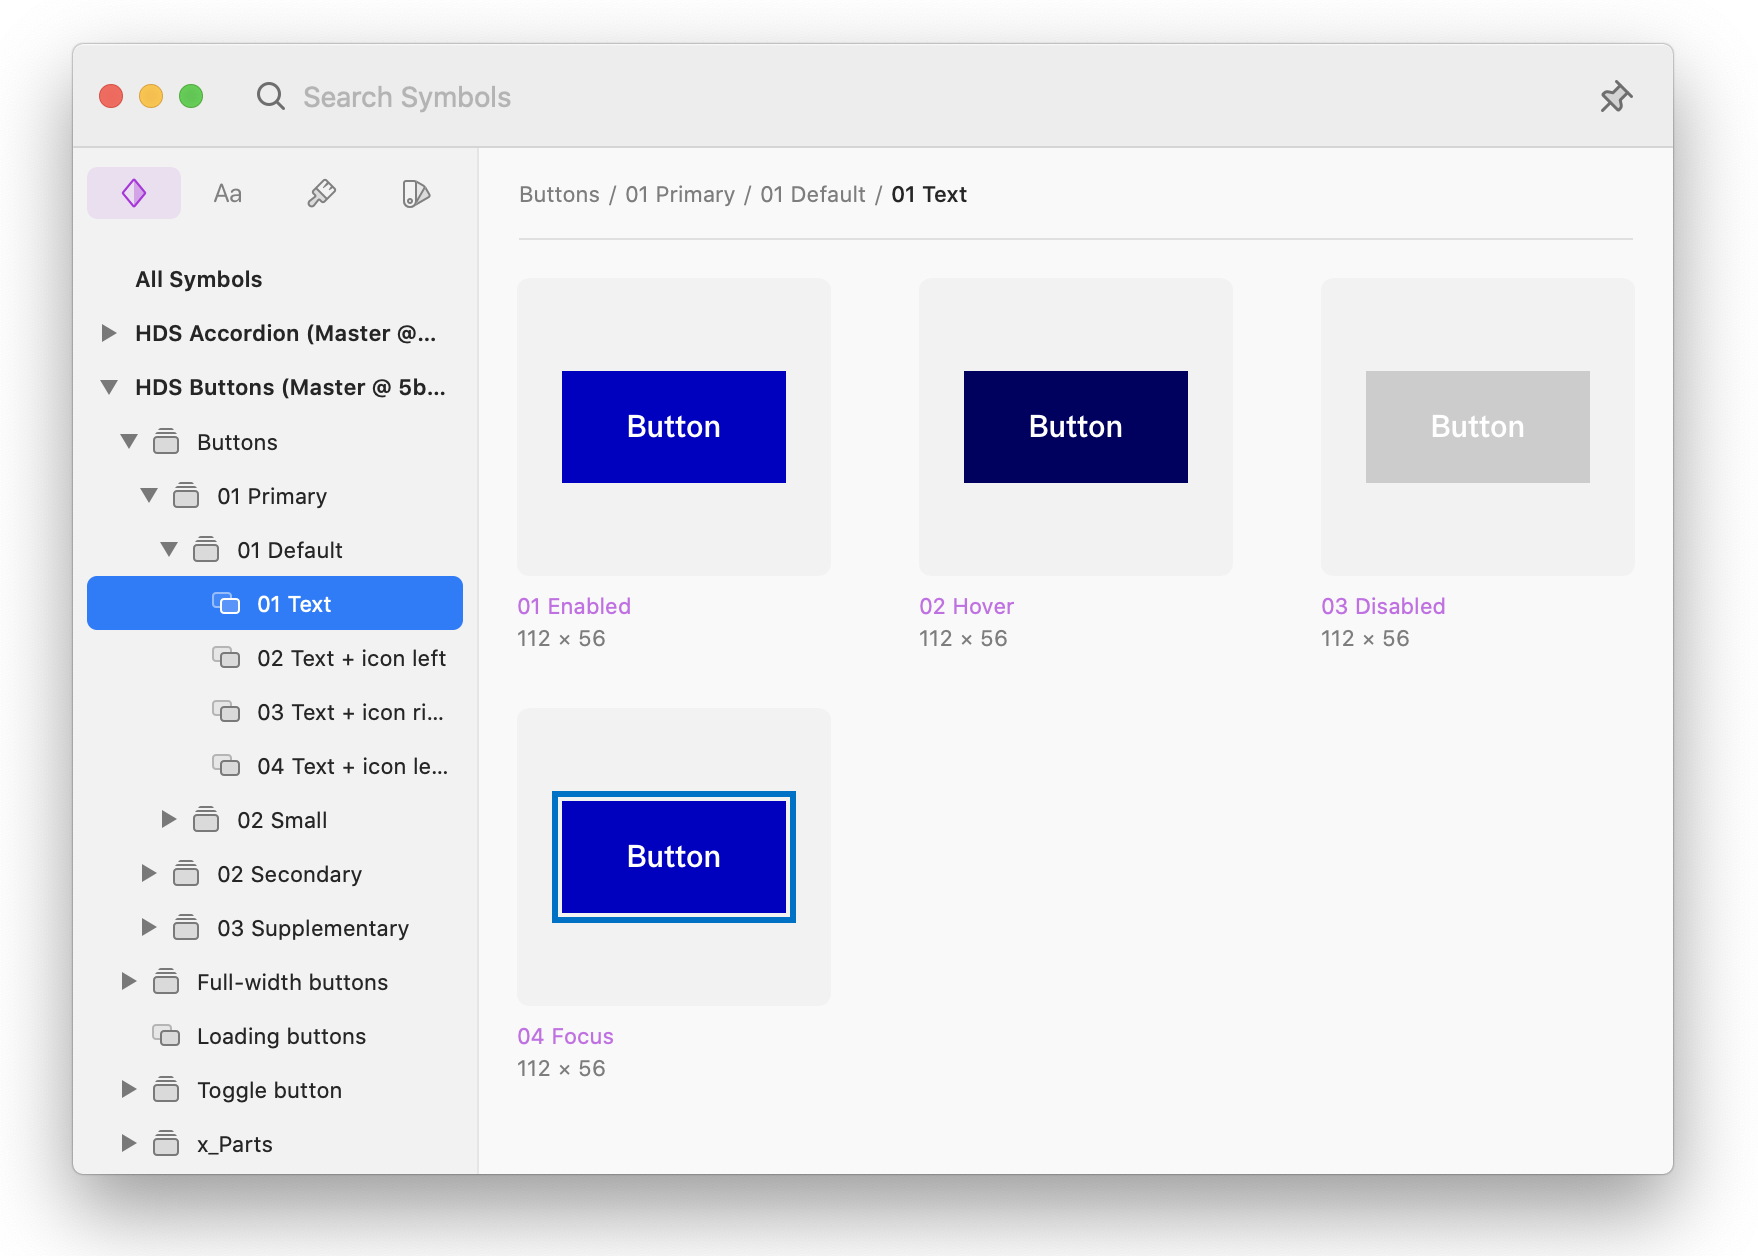 Search Symbols
Aa
All Symbols
HDS Accordion (Master @...
HDS Buttons (Master @ 5b...
Buttons
01 Primary
01 Default
01 Text
02 Text + icon left
03 Text + icon ri...
04 Text + icon le...
02 Small
02 Secondary
03 Supplementary
Full-width buttons
Loading buttons
Toggle button
x_Parts
Buttons / 01 Primary / 01 Default / 01 Text
Button
01 Enabled
112 × 56
Button
02 Hover
112 × 56
Button
03 Disabled
112 × 56
Button
04 Focus
112 × 56